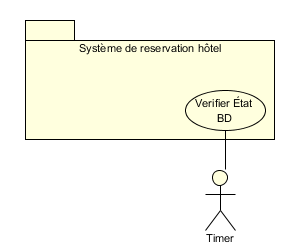 Système de reservation hôtel
Verifier État
BD
Timer